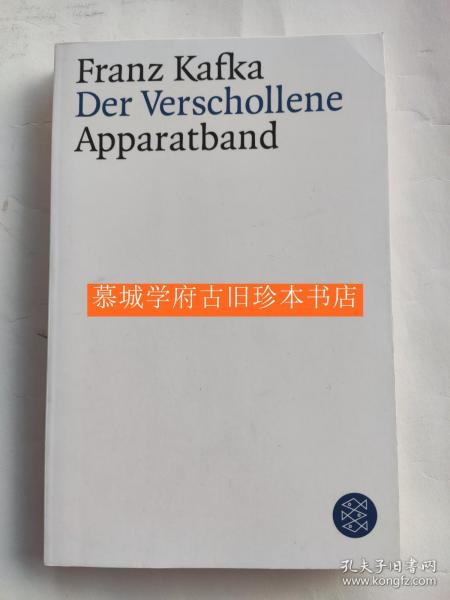 Franz Kafka
Der Verschollene
Apparatband
慕城学府古旧珍本书店
孔夫子旧书网
www.kongfz.com